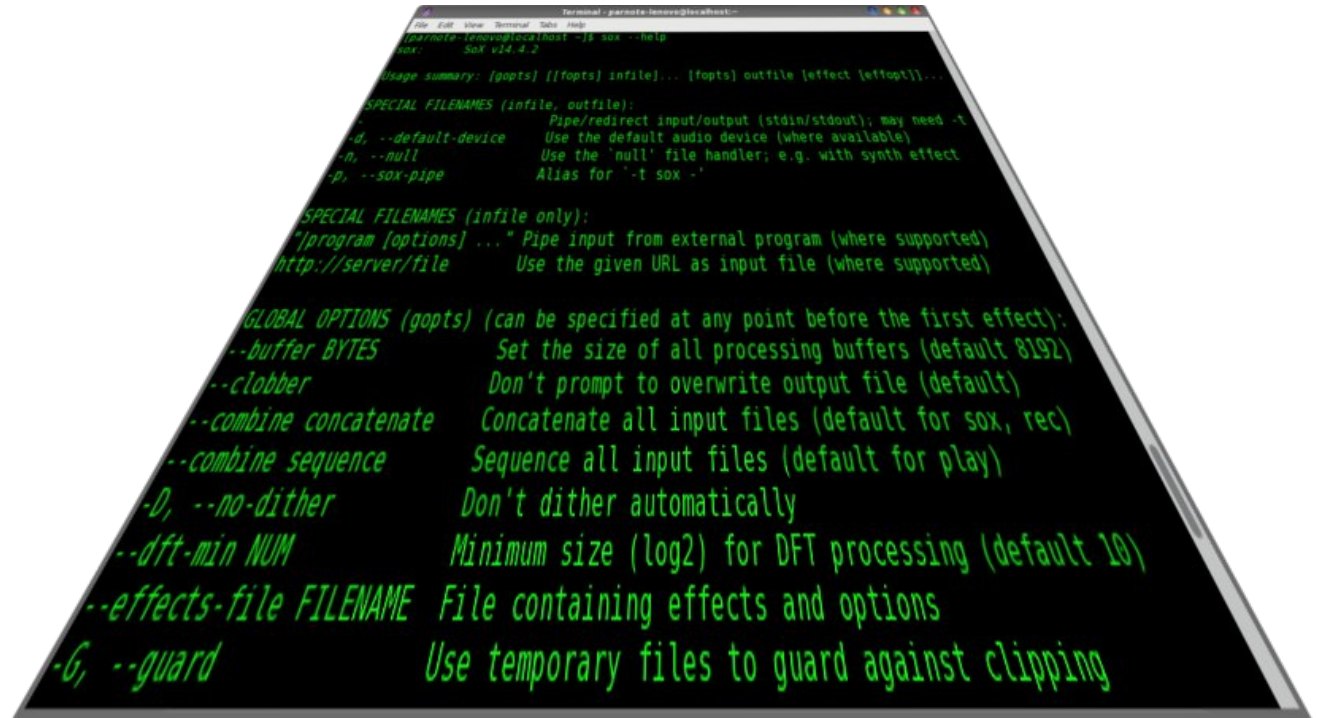 Terminal - parnote-lenovo@localhost:~
File Edit View Terminal Tabs Help
[parnote-lenovo@localhost ~]$ sox --help
sox: SoX v14.4.2
Usage summary: [gopts] [[fopts] infile]... [fopts] outfile [effect [effopt]]...
SPECIAL FILENAMES (infile, outfile):
- Pipe/redirect input/output (stdin/stdout); may need -t
-d, --default-device Use the default audio device (where available)
-n, --null Use the `null' file handler; e.g. with synth effect
-p, --sox-pipe Alias for `-t sox -'
SPECIAL FILENAMES (infile only):
"|program [options] ..." Pipe input from external program (where supported)
http://server/file Use the given URL as input file (where supported)
GLOBAL OPTIONS (gopts) (can be specified at any point before the first effect):
--buffer BYTES Set the size of all processing buffers (default 8192)
--clobber Don't prompt to overwrite output file (default)
--combine concatenate Concatenate all input files (default for sox, rec)
--combine sequence Sequence all input files (default for play)
-D, --no-dither Don't dither automatically
--dft-min NUM Minimum size (log2) for DFT processing (default 10)
--effects-file FILENAME File containing effects and options
-G, --guard Use temporary files to guard against clipping